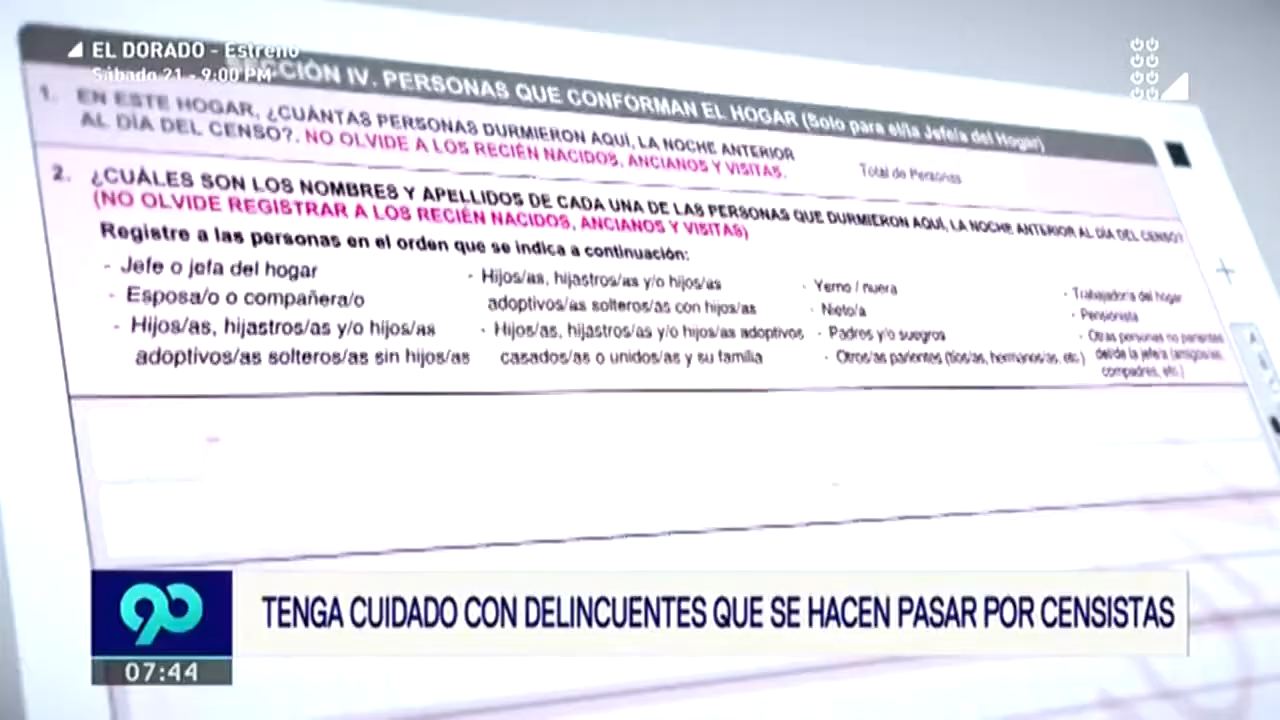 EL DORADO - Estreno
Sábado 21 - 9:00 PM
SECCIÓN IV. PERSONAS QUE CONFORMAN EL HOGAR (Solo para el/la Jefe/a del Hogar)
1. EN ESTE HOGAR, ¿CUÁNTAS PERSONAS DURMIERON AQUÍ, LA NOCHE ANTERIOR
AL DÍA DEL CENSO?. NO OLVIDE A LOS RECIÉN NACIDOS, ANCIANOS Y VISITAS.
Total de Personas
2. ¿CUÁLES SON LOS NOMBRES Y APELLIDOS DE CADA UNA DE LAS PERSONAS QUE DURMIERON AQUÍ, LA NOCHE ANTERIOR AL DÍA DEL CENSO?
(NO OLVIDE REGISTRAR A LOS RECIÉN NACIDOS, ANCIANOS Y VISITAS)
Registre a las personas en el orden que se indica a continuación:
- Jefe o jefa del hogar
- Esposa/o o compañera/o
- Hijos/as, hijastros/as y/o hijos/as
adoptivos/as solteros/as sin hijos/as
- Hijos/as, hijastros/as y/o hijos/as
adoptivos/as solteros/as con hijos/as
- Hijos/as, hijastros/as y/o hijos/as adoptivos
casados/as o unidos/as y su familia
- Yerno / nuera
- Nieto/a
- Padres y/o suegros
- Otros/as parientes (tíos/as, hermanos/as, etc.)
- Trabajador/a del hogar
- Pensionista
- Otras personas no parientes
del/de la jefe/a (amigos/as,
compadres, etc.)
90
07:44
TENGA CUIDADO CON DELINCUENTES QUE SE HACEN PASAR POR CENSISTAS